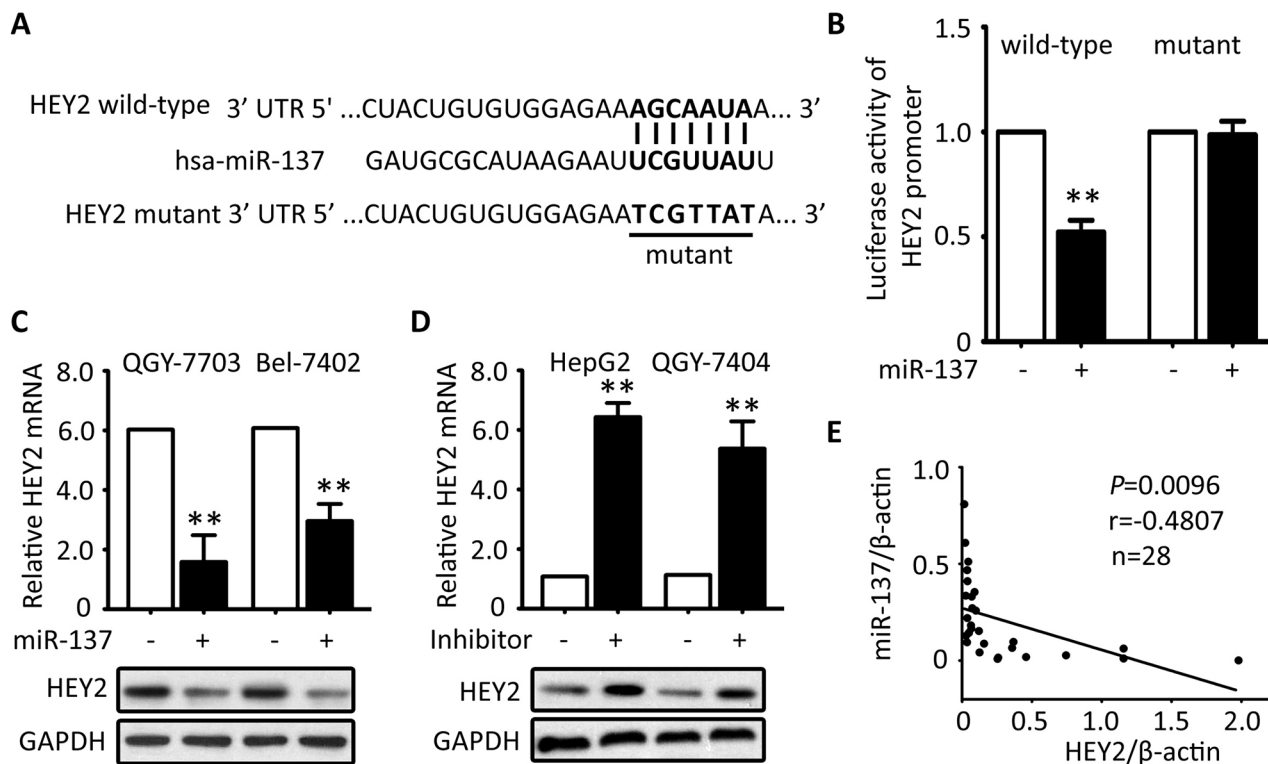 A
HEY2 wild-type 3’ UTR 5' ...CUACUGUGUGGAGAAAGCAAUAA... 3’
hsa-miR-137 GAUGCGCAUAAGAAUUCGUUAUU
HEY2 mutant 3’ UTR 5’ ...CUACUGUGUGGAGAATCGTTATA... 3’
mutant
B
Luciferase activity of
HEY2 promoter
1.5
1.0
0.5
0
wild-type mutant
**
miR-137 - + - +
C
Relative HEY2 mRNA
QGY-7703 Bel-7402
8.0
6.0
4.0
2.0
0
** **
miR-137 - + - +
HEY2
GAPDH
D
Relative HEY2 mRNA
HepG2 QGY-7404
8.0
6.0
4.0
2.0
0
** **
Inhibitor - + - +
HEY2
GAPDH
E
miR-137/β-actin
1.0
0.5
0
P=0.0096
r=-0.4807
n=28
0 0.5 1.0 1.5 2.0
HEY2/β-actin